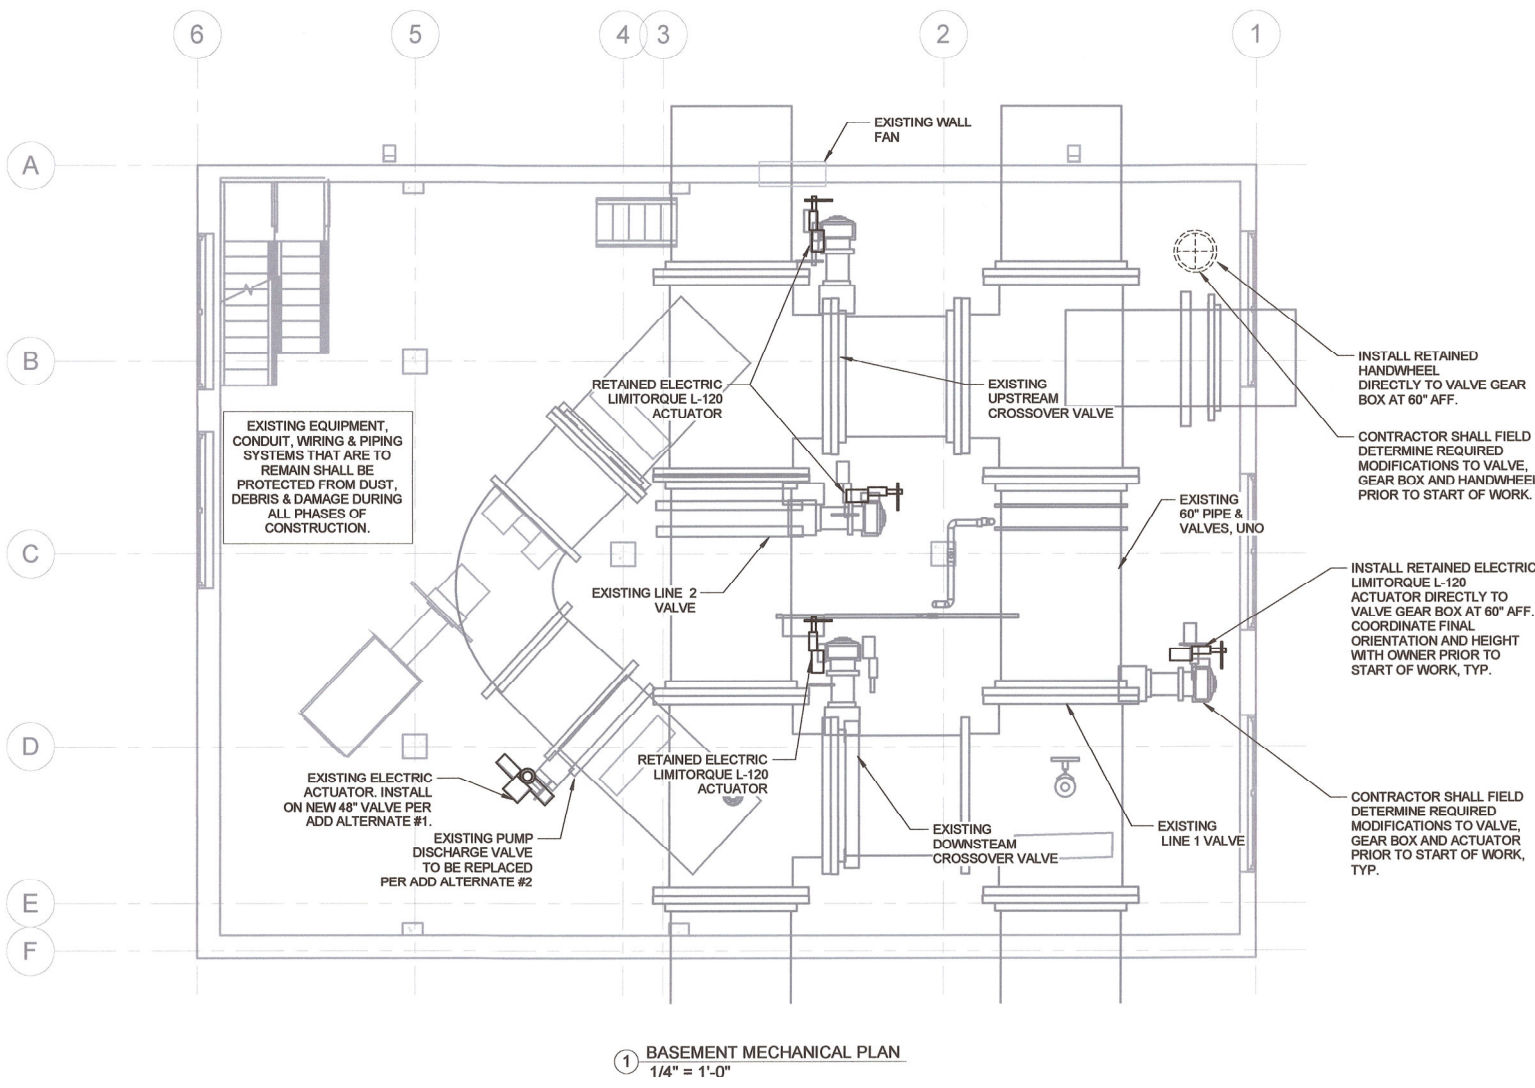 6
5
4
3
2
1
A
B
C
D
E
F
EXISTING WALL
FAN
RETAINED ELECTRIC
LIMITORQUE L-120
ACTUATOR
EXISTING
UPSTREAM
CROSSOVER VALVE
INSTALL RETAINED
HANDWHEEL
DIRECTLY TO VALVE GEAR
BOX AT 60" AFF.
EXISTING EQUIPMENT,
CONDUIT, WIRING & PIPING
SYSTEMS THAT ARE TO
REMAIN SHALL BE
PROTECTED FROM DUST,
DEBRIS & DAMAGE DURING
ALL PHASES OF
CONSTRUCTION.
CONTRACTOR SHALL FIELD
DETERMINE REQUIRED
MODIFICATIONS TO VALVE,
GEAR BOX AND HANDWHEEL
PRIOR TO START OF WORK.
EXISTING
60" PIPE &
VALVES, UNO
EXISTING LINE 2
VALVE
INSTALL RETAINED ELECTRIC
LIMITORQUE L-120
ACTUATOR DIRECTLY TO
VALVE GEAR BOX AT 60" AFF.
COORDINATE FINAL
ORIENTATION AND HEIGHT
WITH OWNER PRIOR TO
START OF WORK, TYP.
RETAINED ELECTRIC
LIMITORQUE L-120
ACTUATOR
EXISTING ELECTRIC
ACTUATOR. INSTALL
ON NEW 48" VALVE PER
ADD ALTERNATE #1.
EXISTING PUMP
DISCHARGE VALVE
TO BE REPLACED
PER ADD ALTERNATE #2
EXISTING
DOWNSTEAM
CROSSOVER VALVE
EXISTING
LINE 1 VALVE
CONTRACTOR SHALL FIELD
DETERMINE REQUIRED
MODIFICATIONS TO VALVE,
GEAR BOX AND ACTUATOR
PRIOR TO START OF WORK,
TYP.
1 BASEMENT MECHANICAL PLAN
1/4" = 1'-0"